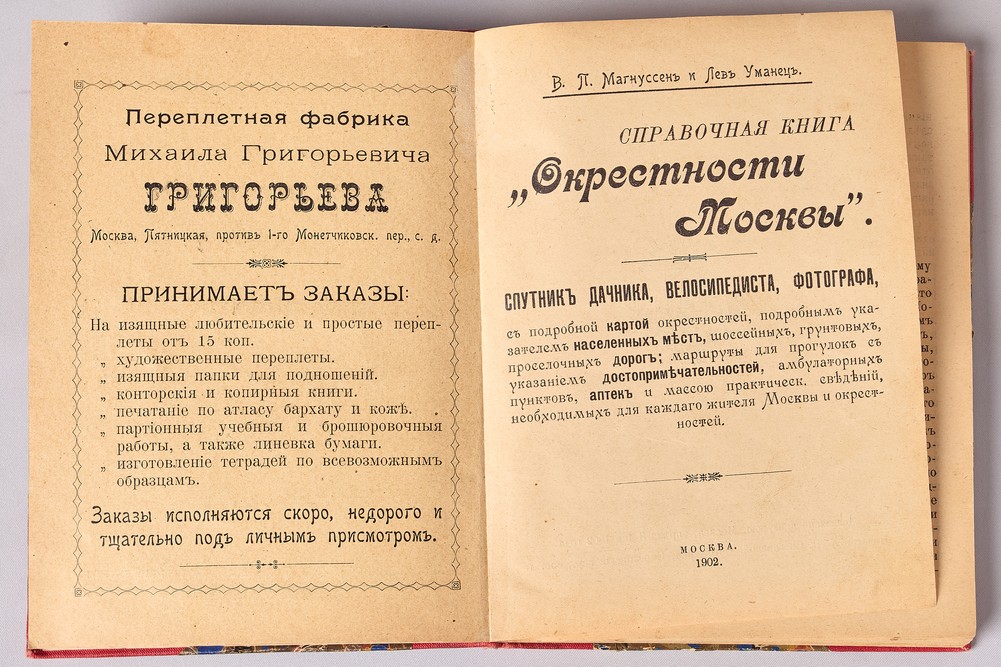 Переплетная фабрика
Михаила Григорьевича
ГРИГОРЬЕВА
Москва, Пятницкая, противъ 1-го Монетчиковск. пер., с. д.
ПРИНИМАЕТЪ ЗАКАЗЫ:
На изящные любительскіе и простые переп-
леты отъ 15 коп.
„ художественные переплеты.
„ изящныя папки для подношеній.
„ конторскія и копирныя книги.
„ печатаніе по атласу бархату и кожѣ.
„ партіонныя учебныя и брошюровочныя
работы, а также линевка бумаги.
„ изготовленіе тетрадей по всевозможнымъ
образцамъ.
Заказы исполняются скоро, недорого и
тщательно подъ личнымъ присмотромъ.
В. П. Магнуссенъ и Левъ Уманецъ.
СПРАВОЧНАЯ КНИГА
„Окрестности
Москвы".
СПУТНИКЪ ДАЧНИКА, ВЕЛОСИПЕДИСТА, ФОТОГРАФА,
съ подробной картой окрестностей, подробнымъ ука-
зателемъ населенныхъ мѣстъ, шоссейныхъ, грунтовыхъ,
проселочныхъ дорогъ; маршруты для прогулокъ съ
указаніемъ достопримѣчательностей, амбулаторныхъ
пунктовъ, аптекъ и массою практическ. свѣдѣній,
необходимыхъ для каждаго жителя Москвы и окрест-
ностей.
МОСКВА.
1902.